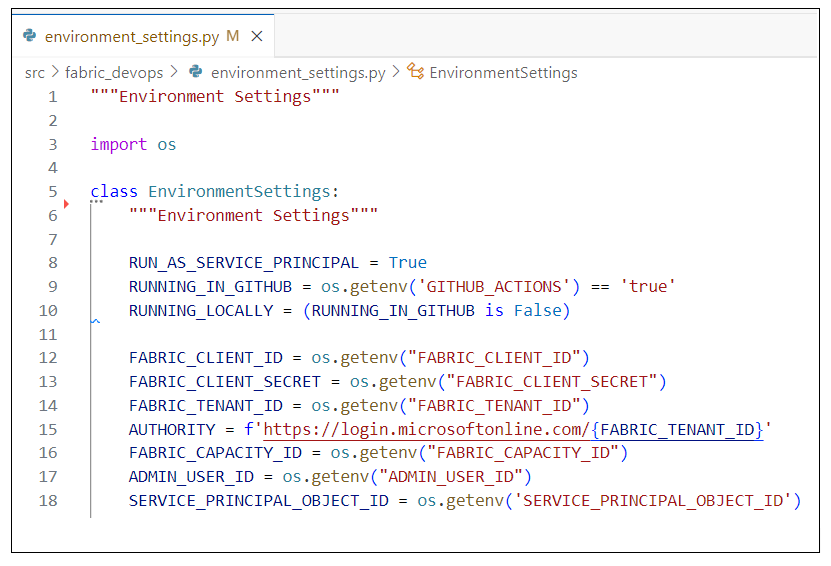 environment_settings.py M
src > fabric_devops > environment_settings.py > EnvironmentSettings
1 """Environment Settings"""
2
3 import os
4
5 class EnvironmentSettings:
6 """Environment Settings"""
7
8 RUN_AS_SERVICE_PRINCIPAL = True
9 RUNNING_IN_GITHUB = os.getenv('GITHUB_ACTIONS') == 'true'
10 RUNNING_LOCALLY = (RUNNING_IN_GITHUB is False)
11
12 FABRIC_CLIENT_ID = os.getenv("FABRIC_CLIENT_ID")
13 FABRIC_CLIENT_SECRET = os.getenv("FABRIC_CLIENT_SECRET")
14 FABRIC_TENANT_ID = os.getenv("FABRIC_TENANT_ID")
15 AUTHORITY = f'https://login.microsoftonline.com/{FABRIC_TENANT_ID}'
16 FABRIC_CAPACITY_ID = os.getenv("FABRIC_CAPACITY_ID")
17 ADMIN_USER_ID = os.getenv("ADMIN_USER_ID")
18 SERVICE_PRINCIPAL_OBJECT_ID = os.getenv('SERVICE_PRINCIPAL_OBJECT_ID')